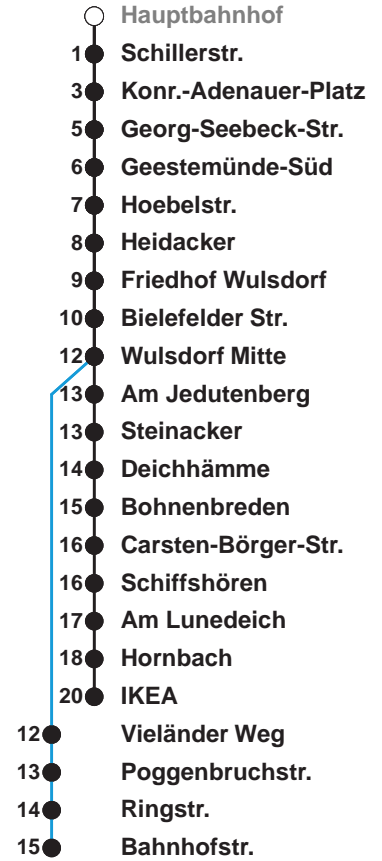 Hauptbahnhof
1 Schillerstr.
3 Konr.-Adenauer-Platz
5 Georg-Seebeck-Str.
6 Geestemünde-Süd
7 Hoebelstr.
8 Heidacker
9 Friedhof Wulsdorf
10 Bielefelder Str.
12 Wulsdorf Mitte
13 Am Jedutenberg
13 Steinacker
14 Deichhämme
15 Bohnenbreden
16 Carsten-Börger-Str.
16 Schiffshören
17 Am Lunedeich
18 Hornbach
20 IKEA
12 Vieländer Weg
13 Poggenbruchstr.
14 Ringstr.
15 Bahnhofstr.